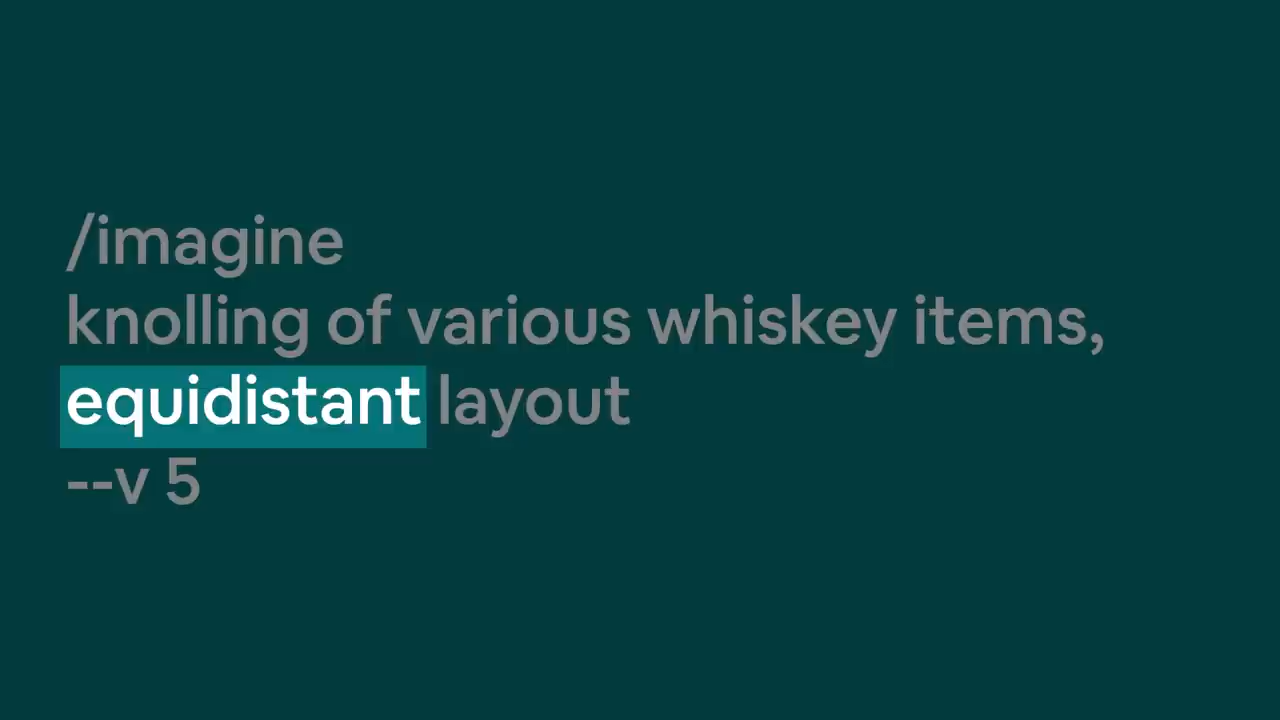 /imagine
knolling of various whiskey items,
equidistant layout
--v 5